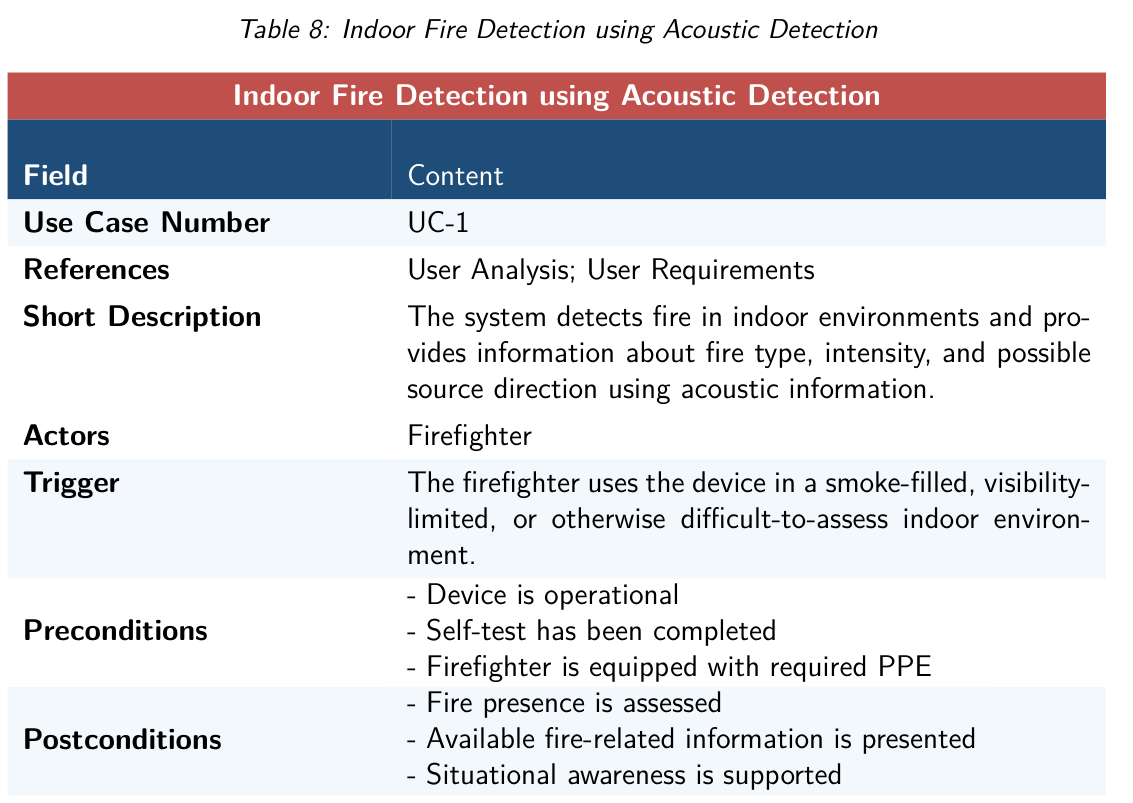 Table 8: Indoor Fire Detection using Acoustic Detection
Indoor Fire Detection using Acoustic Detection
Field Content
Use Case Number UC-1
References User Analysis; User Requirements
Short Description The system detects fire in indoor environments and pro-
vides information about fire type, intensity, and possible
source direction using acoustic information.
Actors Firefighter
Trigger The firefighter uses the device in a smoke-filled, visibility-
limited, or otherwise difficult-to-assess indoor environ-
ment.
- Device is operational
Preconditions - Self-test has been completed
- Firefighter is equipped with required PPE
- Fire presence is assessed
Postconditions - Available fire-related information is presented
- Situational awareness is supported